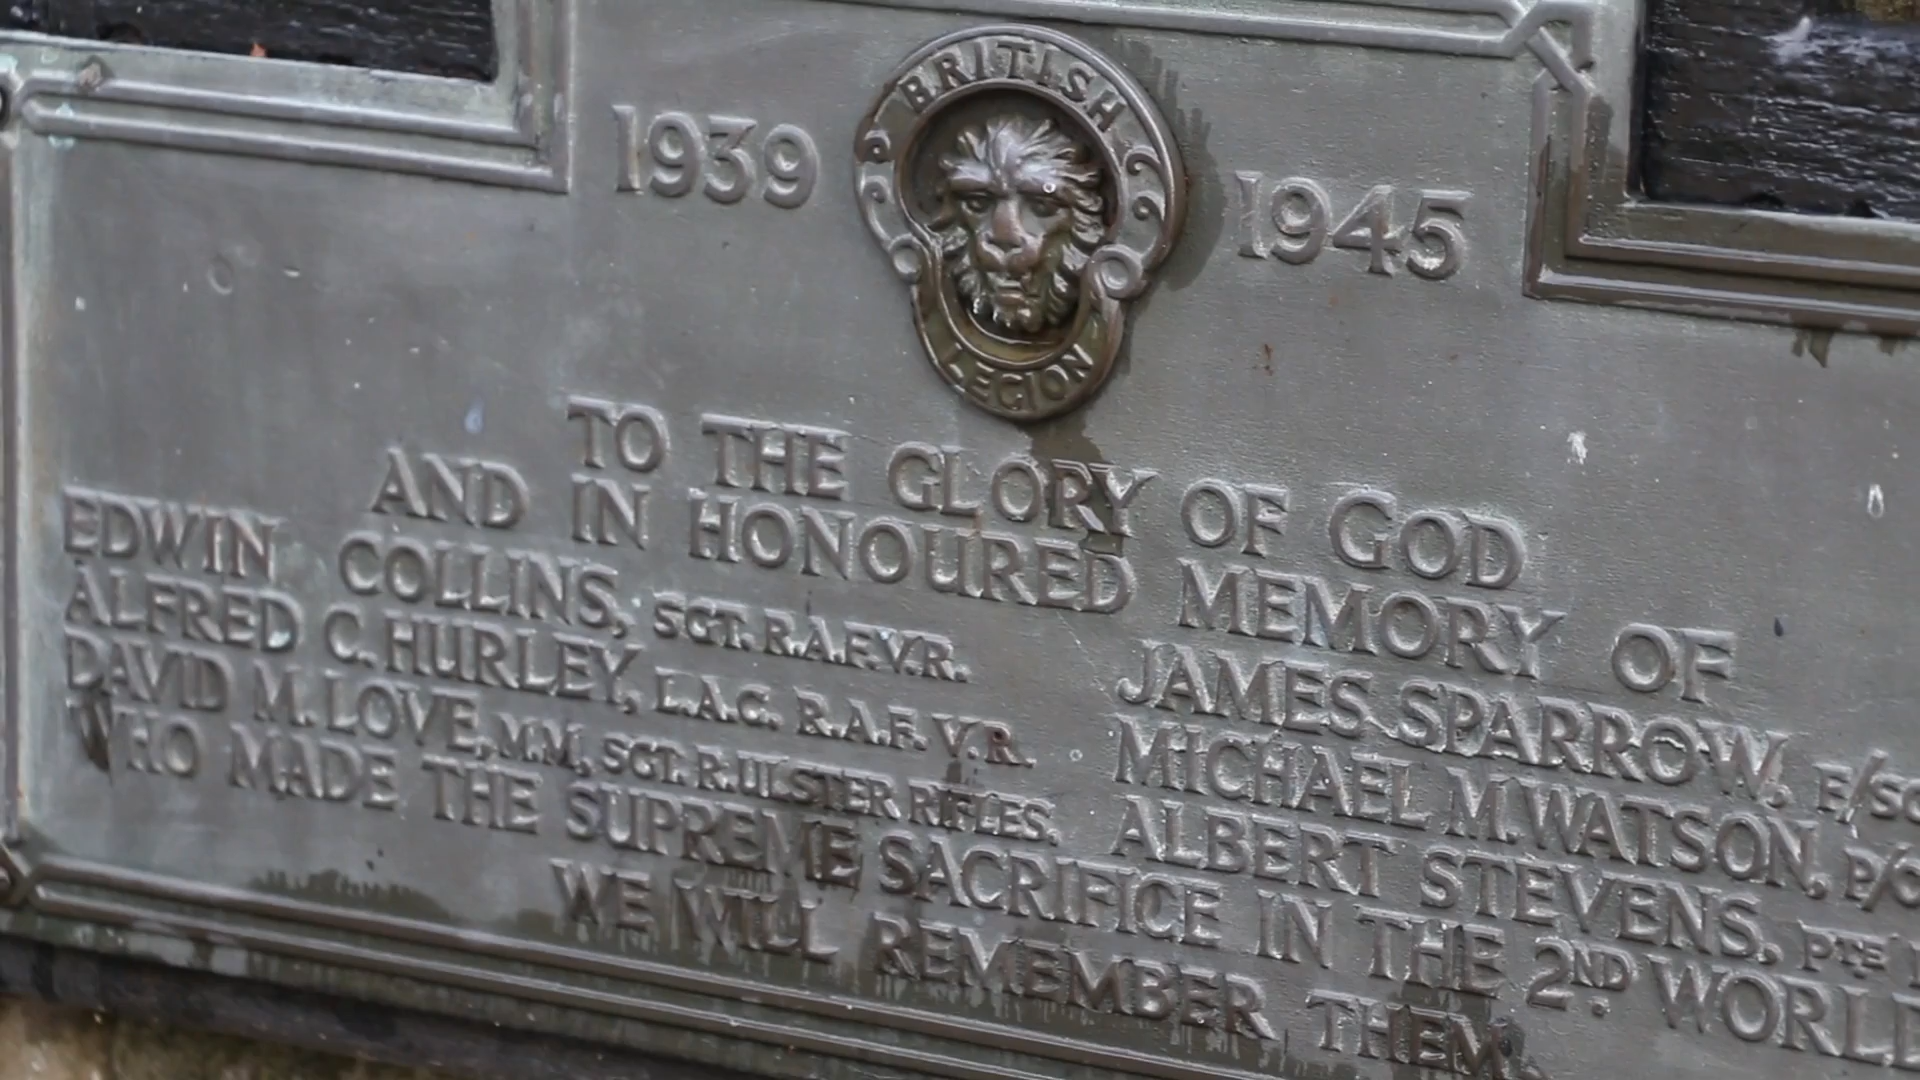 BRITISH
LEGION
1939 1945
TO THE GLORY OF GOD
AND IN HONOURED MEMORY OF
EDWIN COLLINS, SGT. R.A.F.V.R. JAMES SPARROW, F/SG
ALFRED C. HURLEY, L.A.C. R.A.F. V.R. MICHAEL M. WATSON, P/O
DAVID M. LOVE, M.M, SGT. R. ULSTER RIFLES. ALBERT STEVENS, PTE
WHO MADE THE SUPREME SACRIFICE IN THE 2ND. WORLD
WE WILL REMEMBER THEM